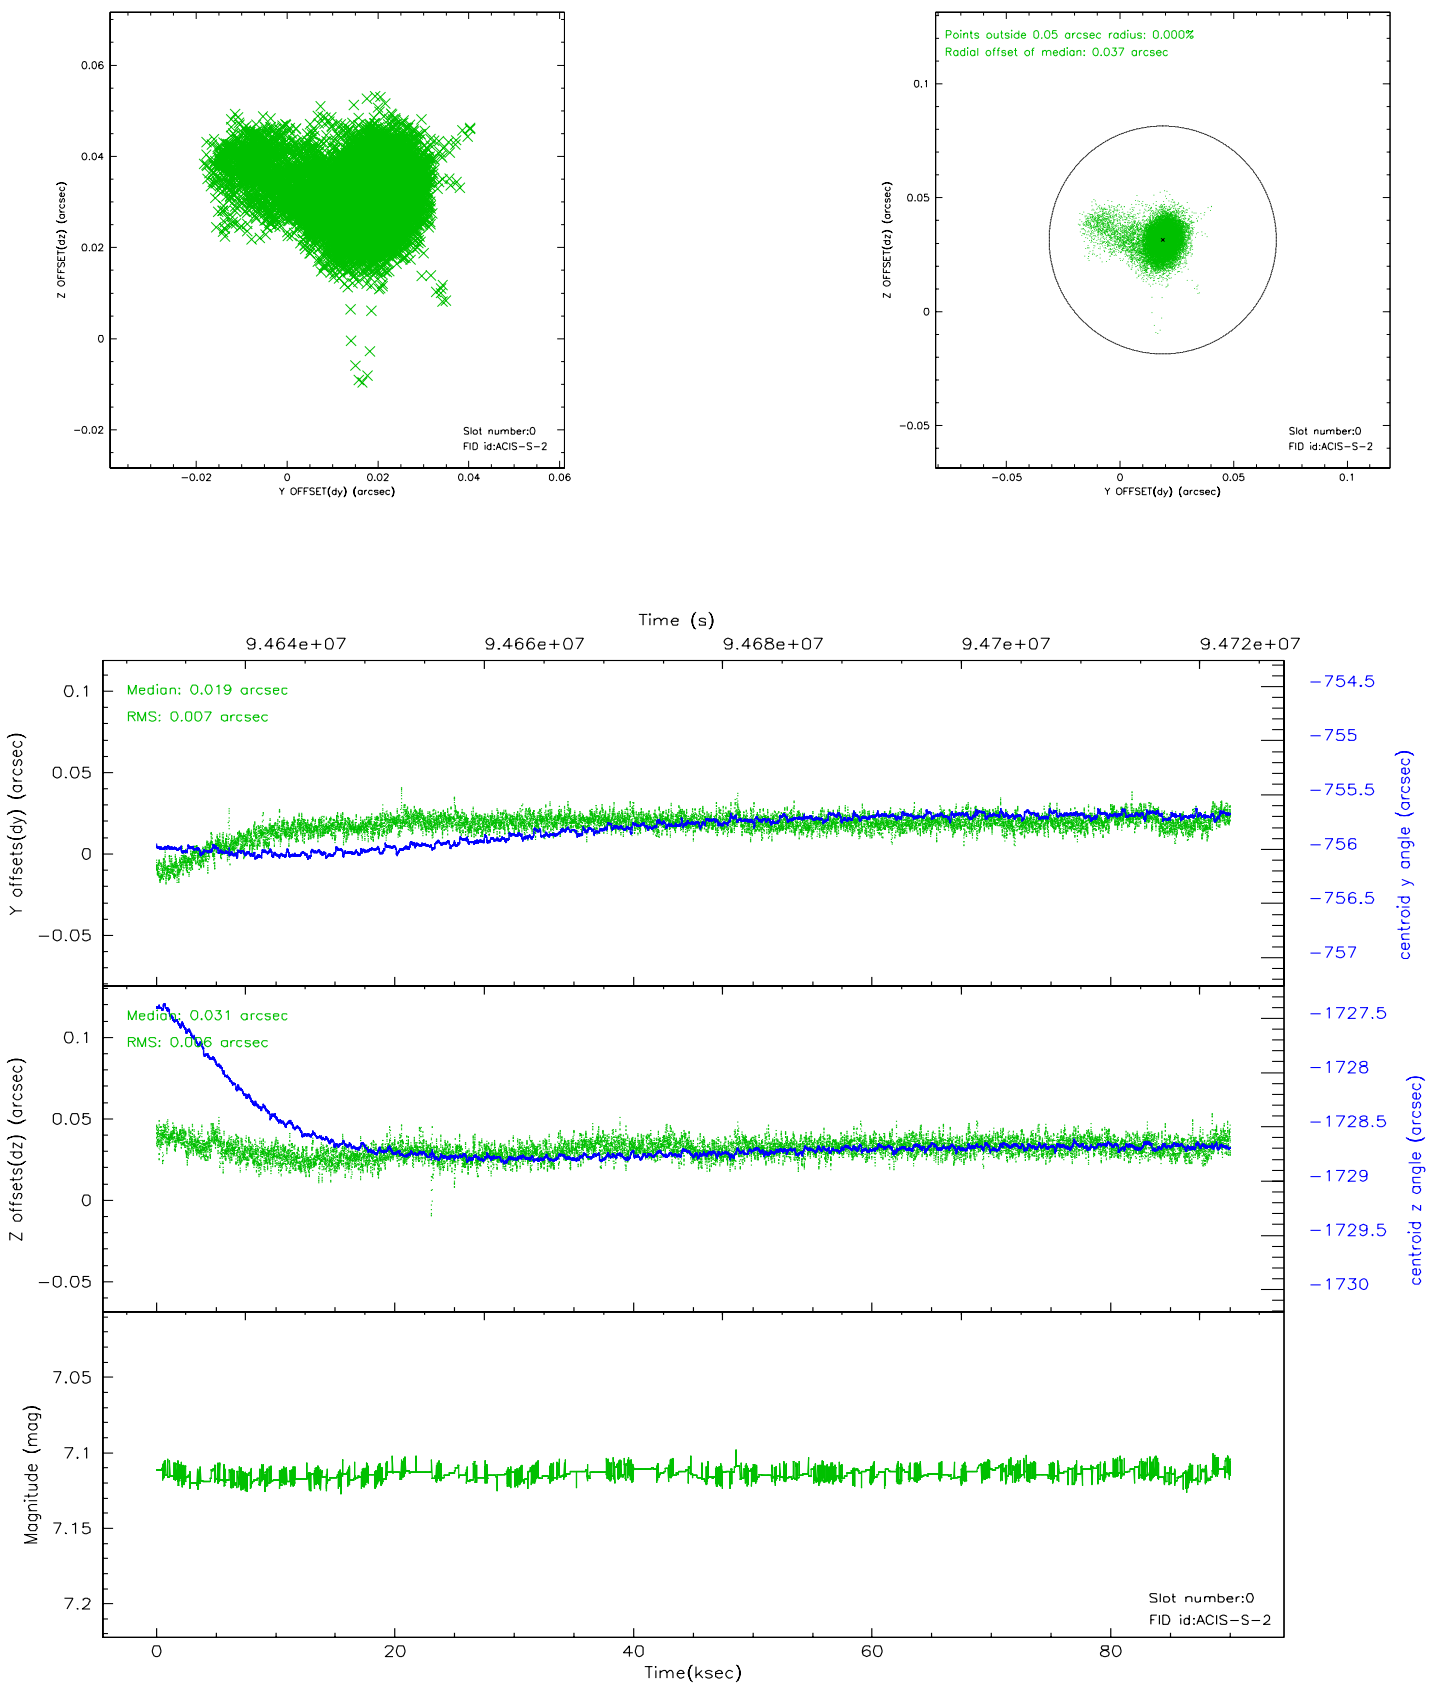 0.06
0.04
0.02
0
−0.02
Z OFFSET(dz) (arcsec)
Slot number:0
FID id:ACIS−S−2
−0.02 0 0.02 0.04 0.06
Y OFFSET(dy) (arcsec)
Points outside 0.05 arcsec radius: 0.000%
Radial offset of median: 0.037 arcsec
0.1
0.05
0
−0.05
Z OFFSET(dz) (arcsec)
Slot number:0
FID id:ACIS−S−2
−0.05 0 0.05 0.1
Y OFFSET(dy) (arcsec)
Time (s)
9.464e+07 9.466e+07 9.468e+07 9.47e+07 9.472e+07
Median: 0.019 arcsec
RMS: 0.007 arcsec
0.1
0.05
0
−0.05
Y offsets(dy) (arcsec)
−754.5
−755
−755.5
−756
−756.5
−757
centroid y angle (arcsec)
Median: 0.031 arcsec
RMS: 0.006 arcsec
0.1
0.05
0
−0.05
Z offsets(dz) (arcsec)
−1727.5
−1728
−1728.5
−1729
−1729.5
−1730
centroid z angle (arcsec)
7.05
7.1
7.15
7.2
Magnitude (mag)
Slot number:0
FID id:ACIS−S−2
0 20 40 60 80
Time(ksec)